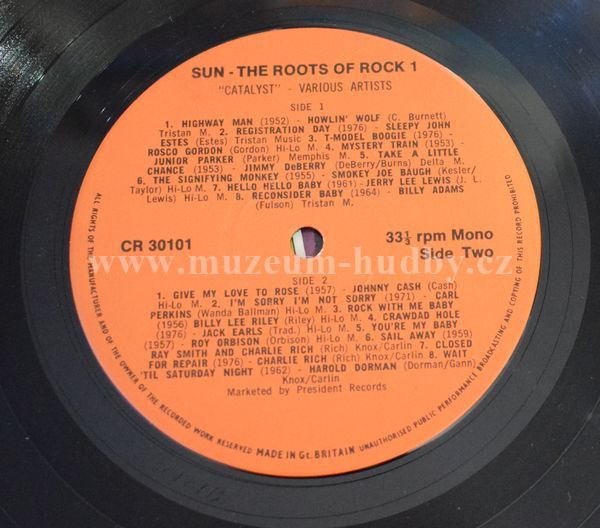 SUN - THE ROOTS OF ROCK 1
"CATALYST" - VARIOUS ARTISTS
SIDE 1
1. HIGHWAY MAN (1952) - HOWLIN' WOLF (C. Burnett)
Tristan M. 2. REGISTRATION DAY (1976) - SLEEPY JOHN
ESTES (Estes) Tristan Music 3. T-MODEL BOOGIE (1976) -
ROSCO GORDON (Gordon) Hi-Lo M. 4. MYSTERY TRAIN (1953) -
JUNIOR PARKER (Parker) Memphis M. 5. TAKE A LITTLE
CHANCE (1953) - JIMMY DeBERRY (DeBerry/Burns) Delta M.
6. THE SIGNIFYING MONKEY (1955) - SMOKEY JOE BAUGH (Kesler/
Taylor) Hi-Lo M. 7. HELLO HELLO BABY (1961) - JERRY LEE LEWIS (J. L.
Lewis) Hi-Lo M. 8. RECONSIDER BABY (1964) - BILLY ADAMS
(Fulson) Tristan M.
CR 30101
33⅓ rpm Mono
Side Two
www.muzeum-hudby.cz
SIDE 2
1. GIVE MY LOVE TO ROSE (1957) - JOHNNY CASH (Cash)
Hi-Lo M. 2. I'M SORRY I'M NOT SORRY (1971) - CARL
PERKINS (Wanda Ballman) Hi-Lo M. 3. ROCK WITH ME BABY
(1956) BILLY LEE RILEY (Riley) Hi-Lo M. 4. CRAWDAD HOLE
(1976) - JACK EARLS (Trad.) Hi-Lo M. 5. YOU'RE MY BABY
(1957) - ROY ORBISON (Orbison) Hi-Lo M. 6. SAIL AWAY (1959)
RAY SMITH AND CHARLIE RICH (Rich) Knox/Carlin 7. CLOSED
FOR REPAIR (1976) - CHARLIE RICH (Rich) Knox/Carlin 8. WAIT
'TIL SATURDAY NIGHT (1962) - HAROLD DORMAN (Dorman/Gann)
Knox/Carlin
Marketed by President Records
ALL RIGHTS OF THE MANUFACTURER AND OF THE OWNER OF THE RECORDED WORK RESERVED MADE IN Gt. BRITAIN UNAUTHORISED PUBLIC PERFORMANCE BROADCASTING AND COPYING OF THIS RECORD PROHIBITED